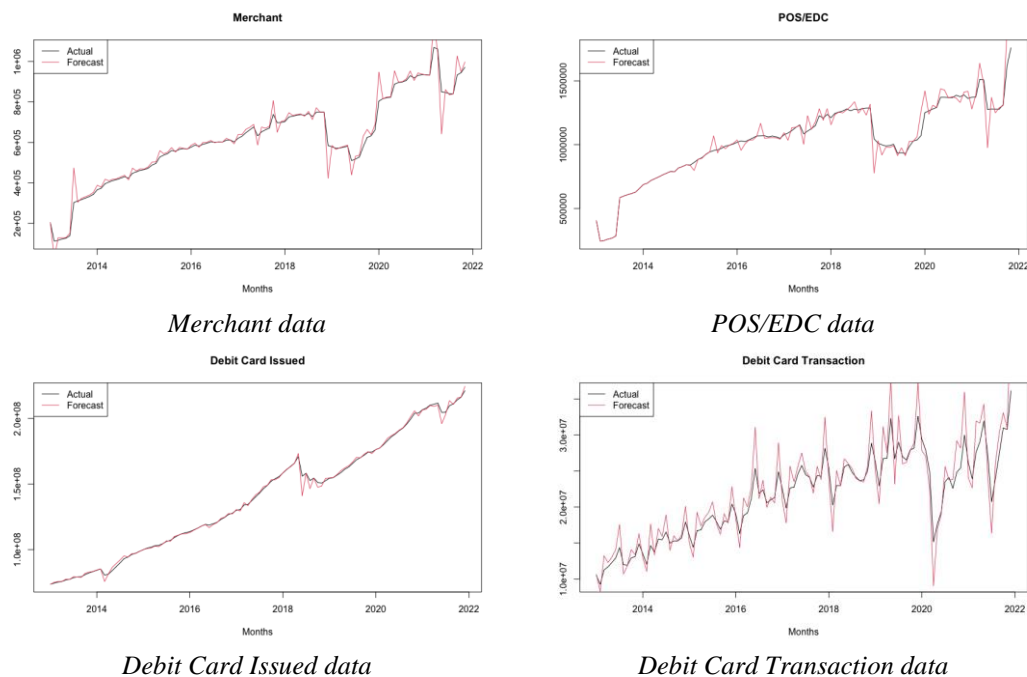 Merchant
Actual
Forecast
2e+05 4e+05 6e+05 8e+05 1e+06
2014 2016 2018 2020 2022
Months
Merchant data
POS/EDC
Actual
Forecast
500000 1000000 1500000
2014 2016 2018 2020 2022
Months
POS/EDC data
Debit Card Issued
Actual
Forecast
1.0e+08 1.5e+08 2.0e+08
2014 2016 2018 2020 2022
Months
Debit Card Issued data
Debit Card Transaction
Actual
Forecast
1.0e+07 2.0e+07 3.0e+07
2014 2016 2018 2020 2022
Months
Debit Card Transaction data